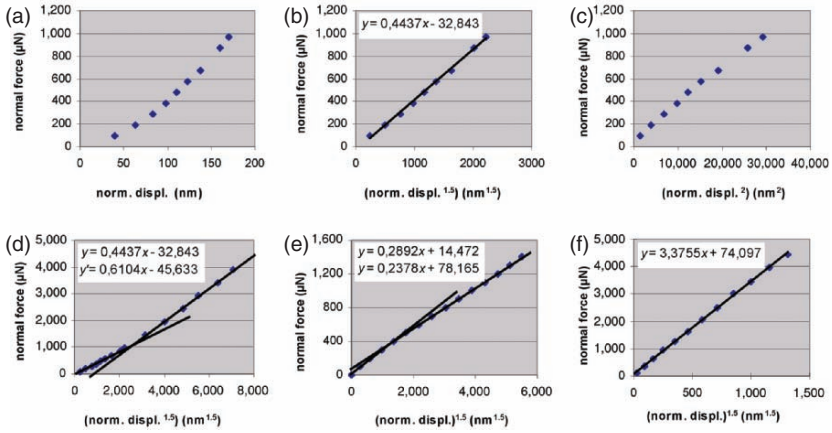 (a)
1,200
1,000
800
600
400
200
0
normal force (µN)
0 50 100 150 200
norm. displ. (nm)
(b)
y = 0,4437x - 32,843
1,200
1,000
800
600
400
200
0
normal force (µN)
0 1000 2000 3000
(norm. displ. 1.5) (nm1.5)
(c)
1,200
1,000
800
600
400
200
0
normal force (µN)
0 10,000 20,000 30,000 40,000
(norm. displ. 2) (nm2)
(d)
y = 0,4437x - 32,843
y' = 0,6104x - 45,633
5,000
4,000
3,000
2,000
1,000
0
normal force (µN)
0 2,000 4,000 6,000 8,000
(norm. displ. 1.5) (nm1.5)
(e)
y = 0,2892x + 14,472
y = 0,2378x + 78,165
1,600
1,200
800
400
0
normal force (µN)
0 2,000 4,000 6,000
(norm. displ.)1.5 (nm1.5)
(f)
y = 3,3755x + 74,097
5,000
4,000
3,000
2,000
1,000
0
normal force (µN)
0 500 1,000 1,500
(norm. displ.)1.5 (nm1.5)